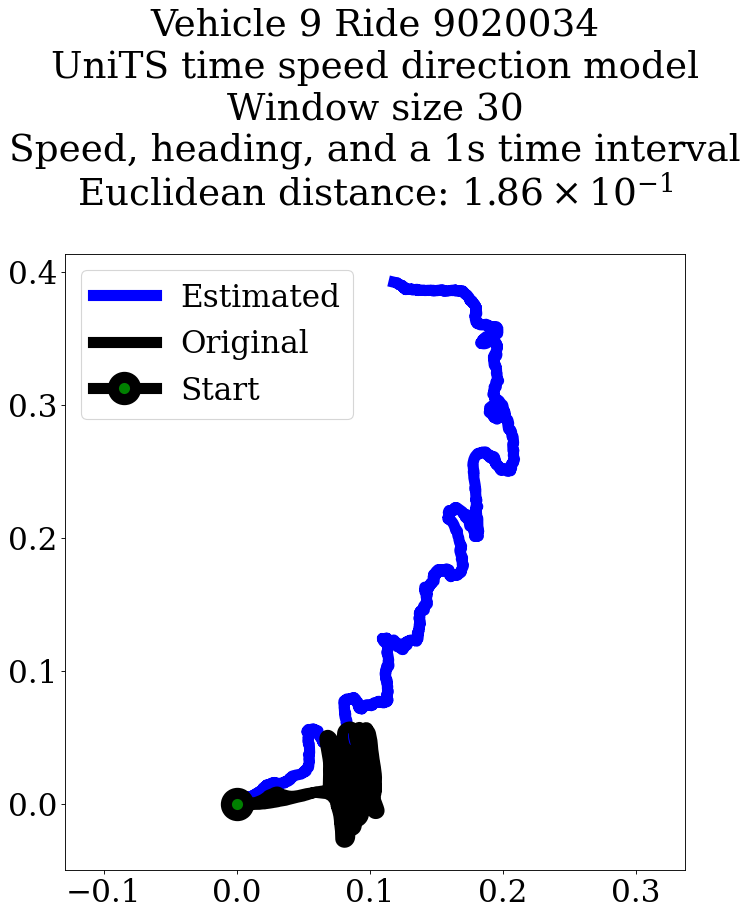 Vehicle 9 Ride 9020034
UniTS time speed direction model
Window size 30
Speed, heading, and a 1s time interval
Euclidean distance: 1.86 × 10⁻¹
Estimated
Original
Start
0.4
0.3
0.2
0.1
0.0
−0.1 0.0 0.1 0.2 0.3